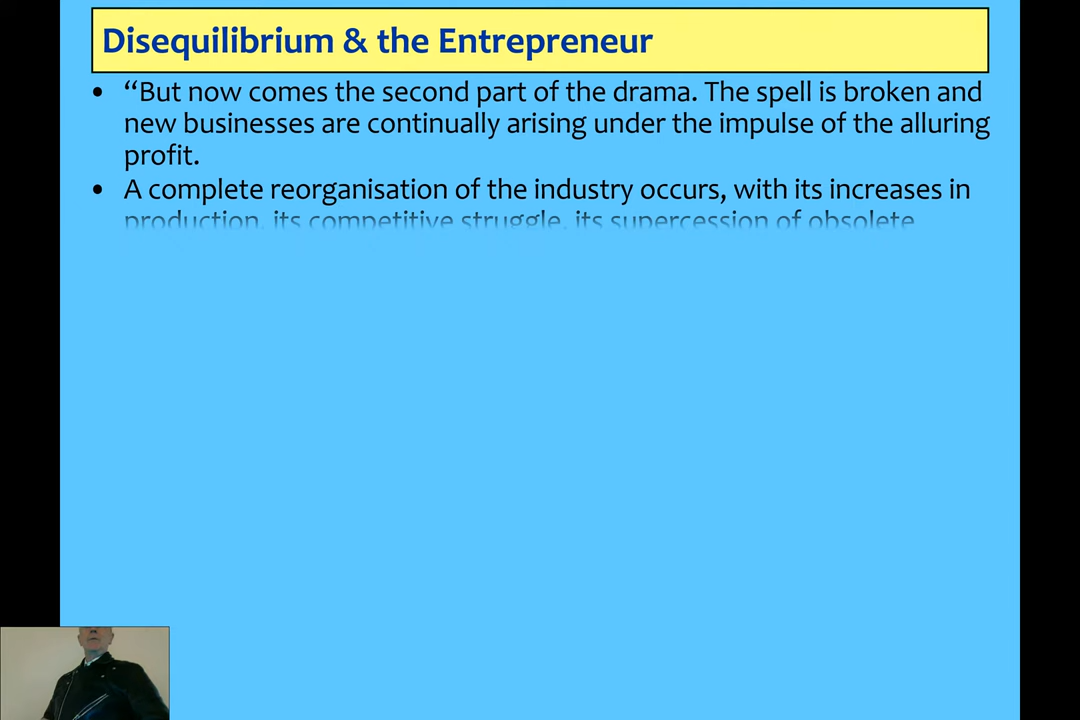 Disequilibrium & the Entrepreneur
• “But now comes the second part of the drama. The spell is broken and
new businesses are continually arising under the impulse of the alluring
profit.
• A complete reorganisation of the industry occurs, with its increases in
production, its competitive struggle, its supercession of obsolete